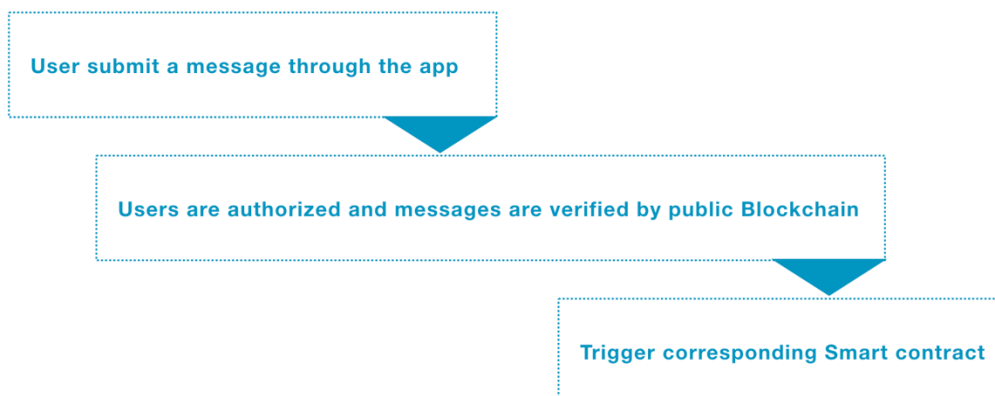 User submit a message through the app
Users are authorized and messages are verified by public Blockchain
Trigger corresponding Smart contract